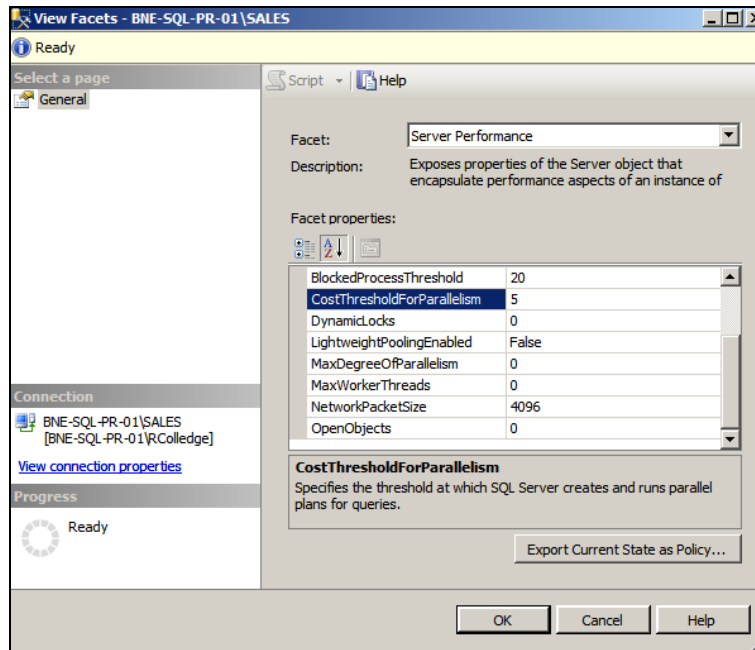 View Facets - BNE-SQL-PR-01\SALES
Ready
Select a page
General
Script Help
Facet: Server Performance
Description: Exposes properties of the Server object that
encapsulate performance aspects of an instance of
Facet properties:
BlockedProcessThreshold 20
CostThresholdForParallelism 5
DynamicLocks 0
LightweightPoolingEnabled False
MaxDegreeOfParallelism 0
MaxWorkerThreads 0
NetworkPacketSize 4096
OpenObjects 0
CostThresholdForParallelism
Specifies the threshold at which SQL Server creates and runs parallel
plans for queries.
Export Current State as Policy...
Connection
BNE-SQL-PR-01\SALES
[BNE-SQL-PR-01\RColledge]
View connection properties
Progress
Ready
OK Cancel Help